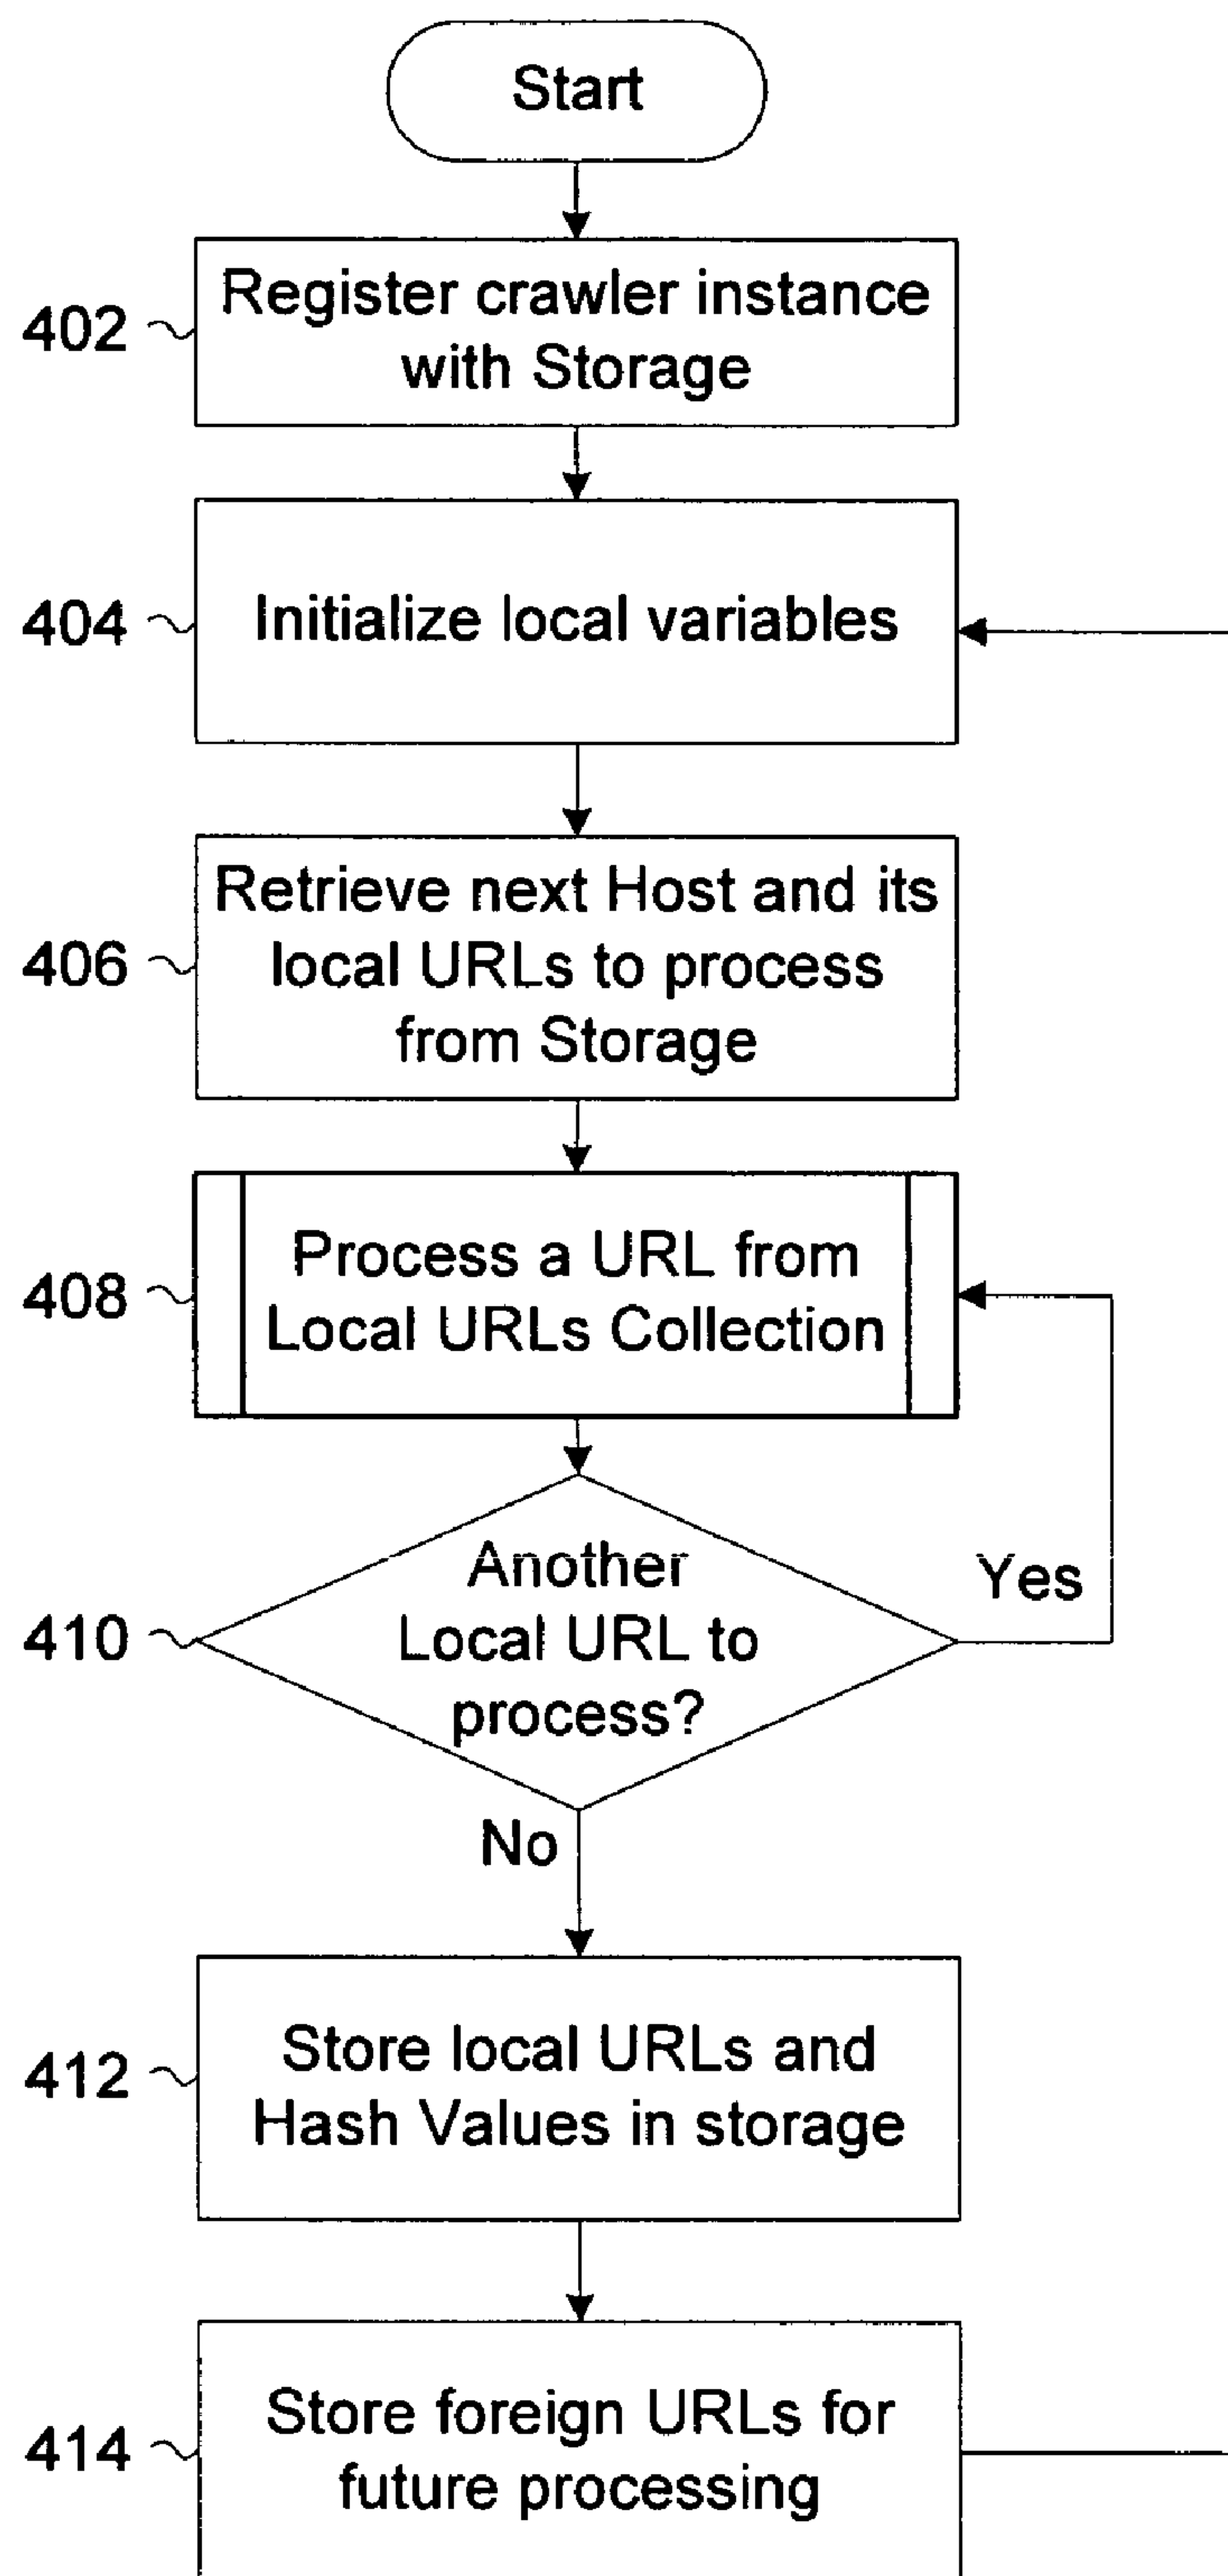 Start
402
Register crawler instance
with Storage
404
Initialize local variables
406
Retrieve next Host and its
local URLs to process
from Storage
408
Process a URL from
Local URLs Collection
410
Another
Local URL to
process?
Yes
No
412
Store local URLs and
Hash Values in storage
414
Store foreign URLs for
future processing